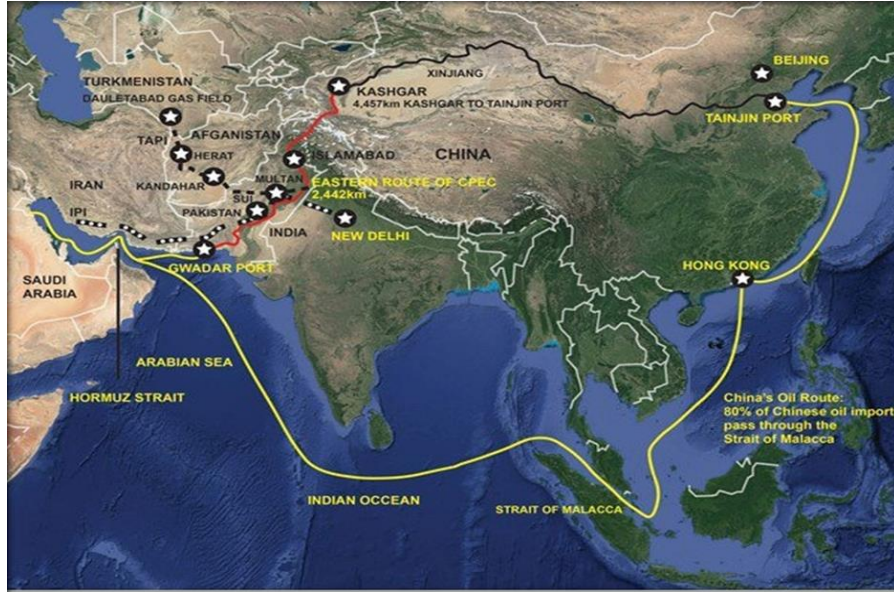 BEIJING
XINJIANG
TURKMENISTAN
DAULETABAD GAS FIELD
KASHGAR
4,457km KASHGAR TO TAINJIN PORT
TAINJIN PORT
TAPI
AFGANISTAN
HERAT
ISLAMABAD
CHINA
IRAN
KANDAHAR
MULTAN
EASTERN ROUTE OF CPEC
2,442km
SUI
IPI
PAKISTAN
INDIA
NEW DELHI
GWADAR PORT
HONG KONG
SAUDI
ARABIA
ARABIAN SEA
HORMUZ STRAIT
China's Oil Route:
80% of Chinese oil import
pass through the
Strait of Malacca
INDIAN OCCEAN
STRAIT OF MALACCA